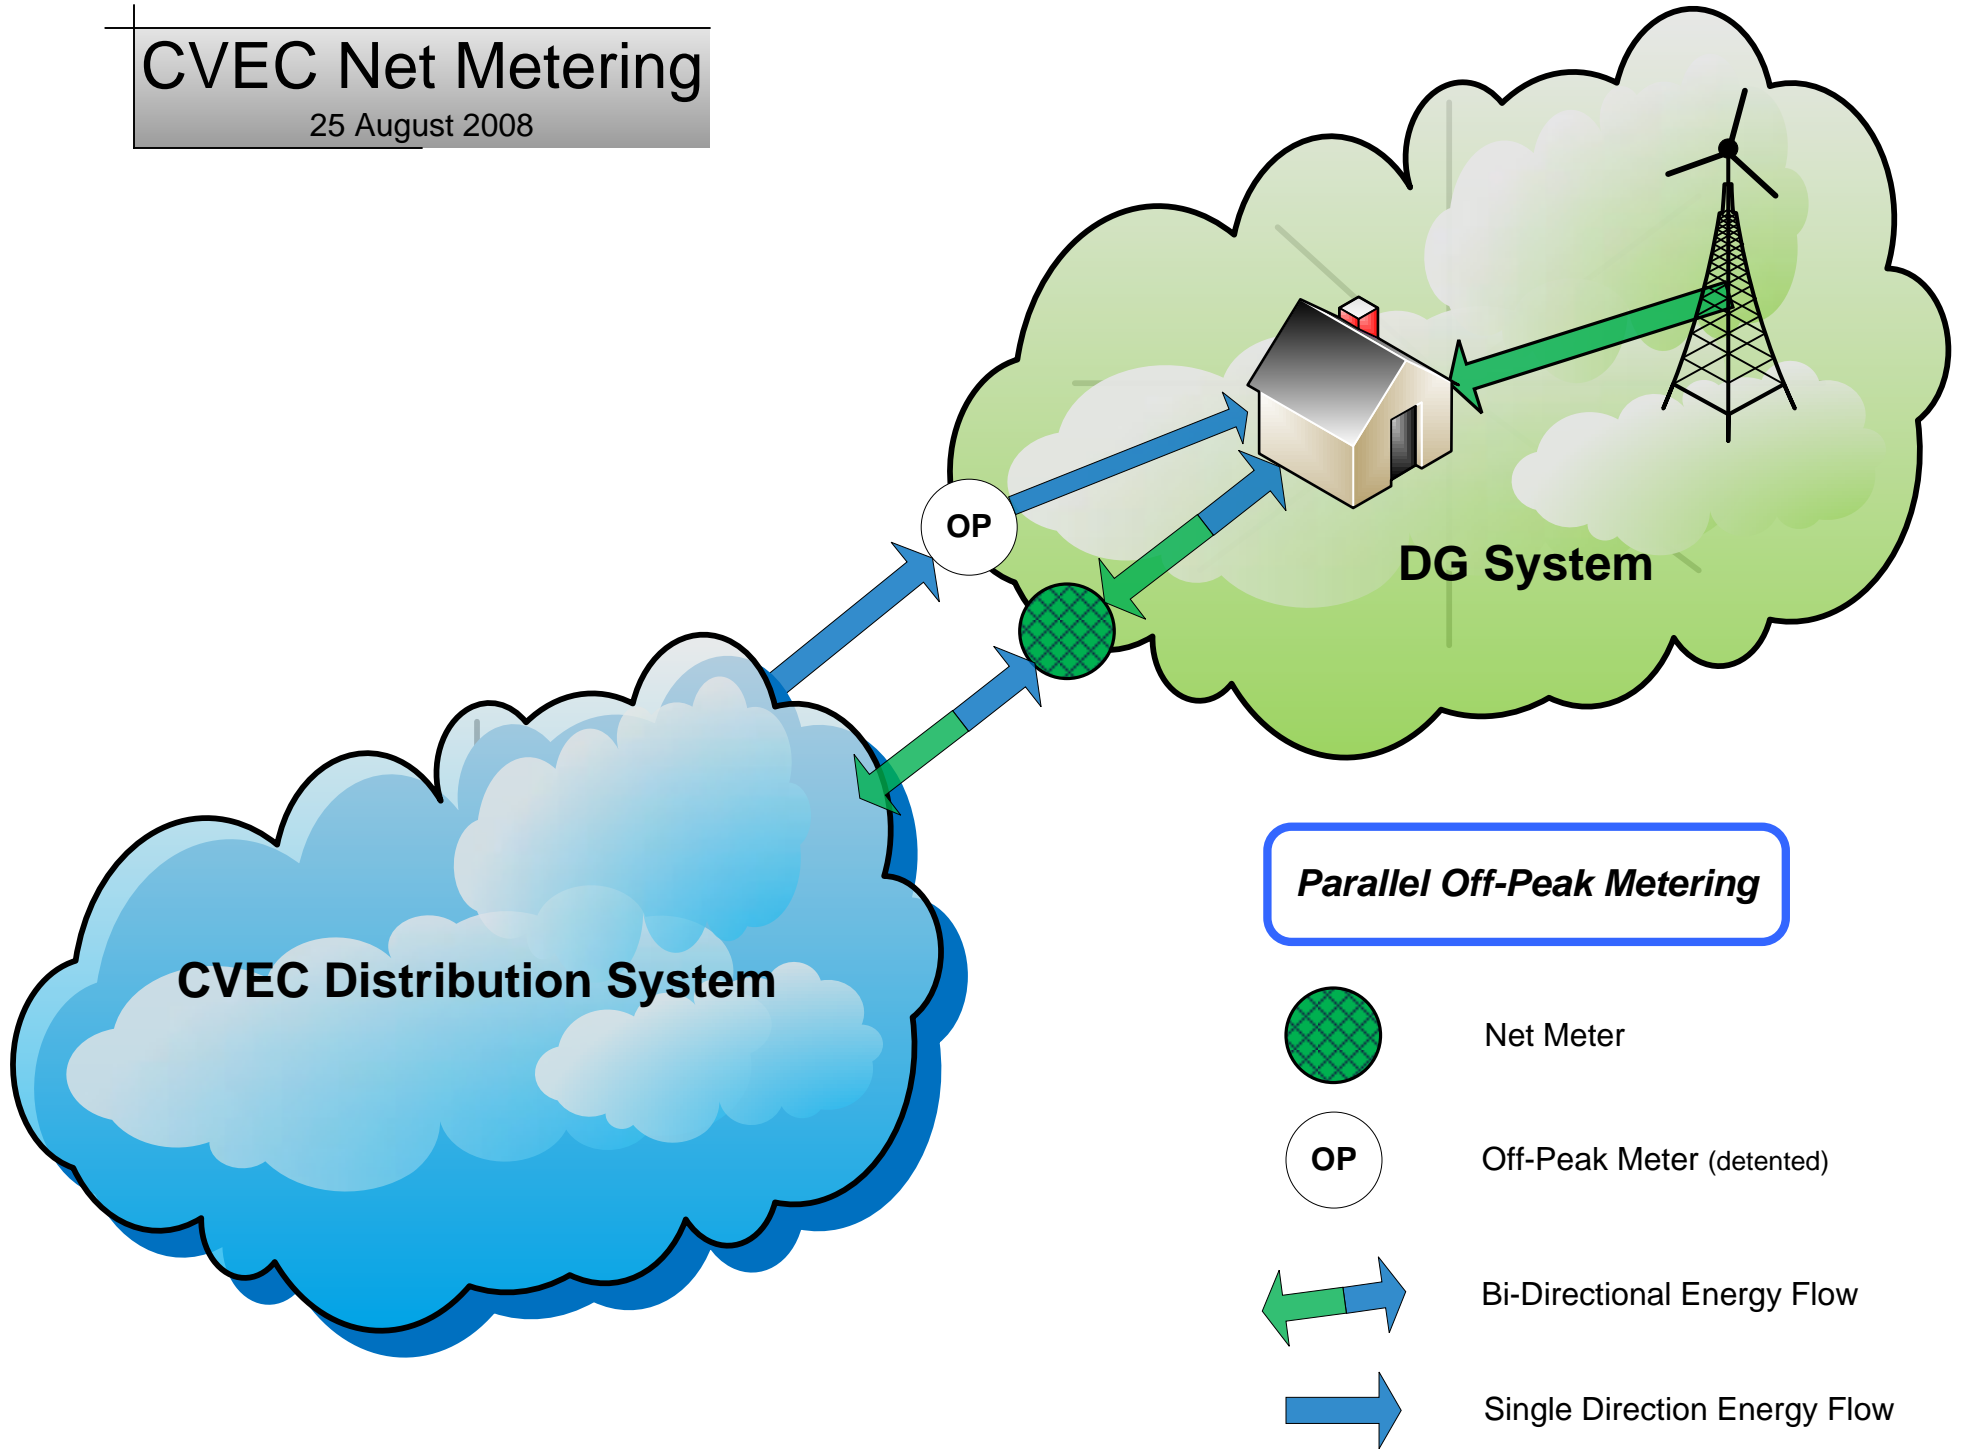 CVEC Net Metering
25 August 2008
OP
DG System
CVEC Distribution System
Parallel Off-Peak Metering
Net Meter
OP
Off-Peak Meter (detented)
Bi-Directional Energy Flow
Single Direction Energy Flow